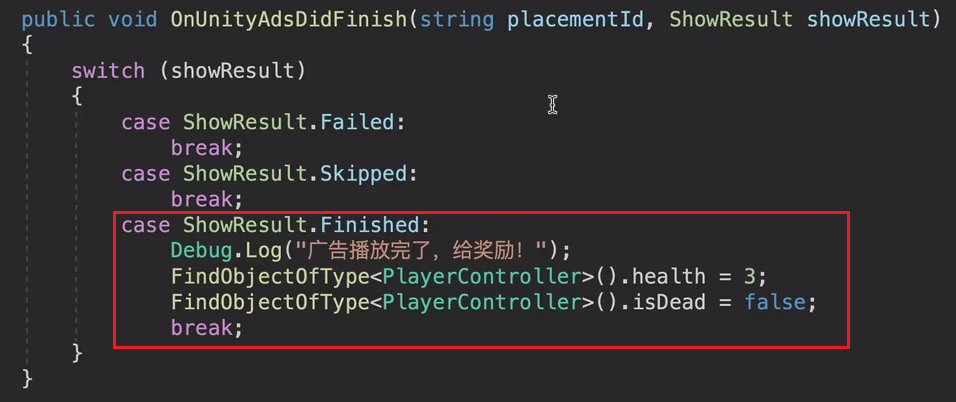 public void OnUnityAdsDidFinish(string placementId, ShowResult showResult)
{
switch (showResult)
{
case ShowResult.Failed:
break;
case ShowResult.Skipped:
break;
case ShowResult.Finished:
Debug.Log("广告播放完了，给奖励！");
FindObjectOfType<PlayerController>().health = 3;
FindObjectOfType<PlayerController>().isDead = false;
break;
}
}